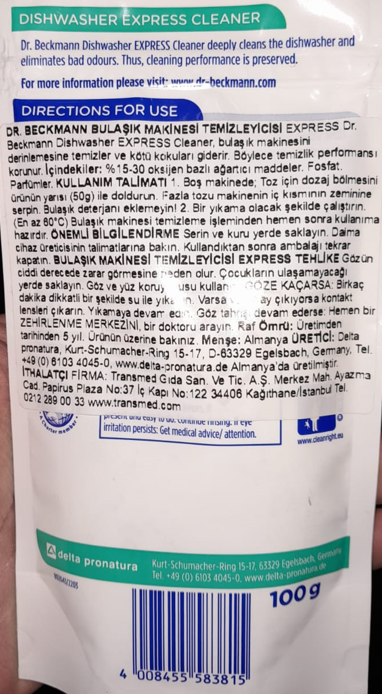 DISHWASHER EXPRESS CLEANER
Dr. Beckmann Dishwasher EXPRESS Cleaner deeply cleans the dishwasher and
eliminates bad odours. Thus, cleaning performance is preserved.
For more information please visit: www.dr-beckmann.com
DIRECTIONS FOR USE
DR. BECKMANN BULAŞIK MAKİNESİ TEMİZLEYİCİSİ EXPRESS Dr.
Beckmann Dishwasher EXPRESS Cleaner, bulaşık makinesini
derinlemesine temizler ve kötü kokuları giderir. Böylece temizlik performansı
korunur. İçindekiler: %15-30 oksijen bazlı ağartıcı maddeler. Fosfat.
Parfümler. KULLANIM TALİMATI 1. Boş makinede; Toz için dozaj bölmesini
ürünün yarısı (50g) ile doldurun. Fazla tozu makinenin iç kısmının zeminine
serpin. Bulaşık deterjanı eklemeyin! 2. Bir yıkama olacak şekilde çalıştırın.
(En az 60°C) Bulaşık makinesi temizleme işleminden hemen sonra kullanıma
hazırdır. ÖNEMLİ BİLGİLENDİRME Serin ve kuru yerde saklayın. Daima
cihaz üreticisinin talimatlarına bakın. Kullandıktan sonra ambalajı tekrar
kapatın. BULAŞIK MAKİNESİ TEMİZLEYİCİSİ EXPRESS TEHLİKE Gözün
ciddi derecede zarar görmesine neden olur. Çocukların ulaşamayacağı
yerde saklayın. Göz ve yüz koruyucusu kullan GÖZE KAÇARSA: Birkaç
dakika dikkatli bir şekilde su ile Varsa çıkıyorsa kontakt
lensleri çıkarın. Yıkamaya devam edin. Göz tahrişi devam ederse: Hemen bir
ZEHİRLENME MERKEZİNİ, bir doktoru arayın. Raf Ömrü: Üretimden
tarihinden 5 yıl. Ürünün üzerine bakınız. Menşe: Almanya ÜRETİCİ: Delta
pronatura, Kurt-Schumacher-Ring 15-17, D-63329 Egelsbach, Germany, Tel.
+49 (0) 6103 4045-0, www.delta-pronatura.de Almanya'da üretilmiştir.
İTHALATÇI FİRMA: Transmed Gıda San. Ve Tic. A.Ş. Merkez Mah. Ayazma
Cad. Papirus Plaza No:37 İç Kapı No:122 34406 Kağıthane/İstanbul Tel.
0212 289 00 33 www.transmed.com
present and easy to do. Continue rinsing. If eye
irritation persists: Get medical advice/ attention.
Charter member
www.cleanright.eu
delta pronatura
Kurt-Schumacher-Ring 15-17, 63329 Egelsbach, Germany
Tel. +49 (0) 6103 4045-0, www.delta-pronatura.de
100 g
4 008455 583815